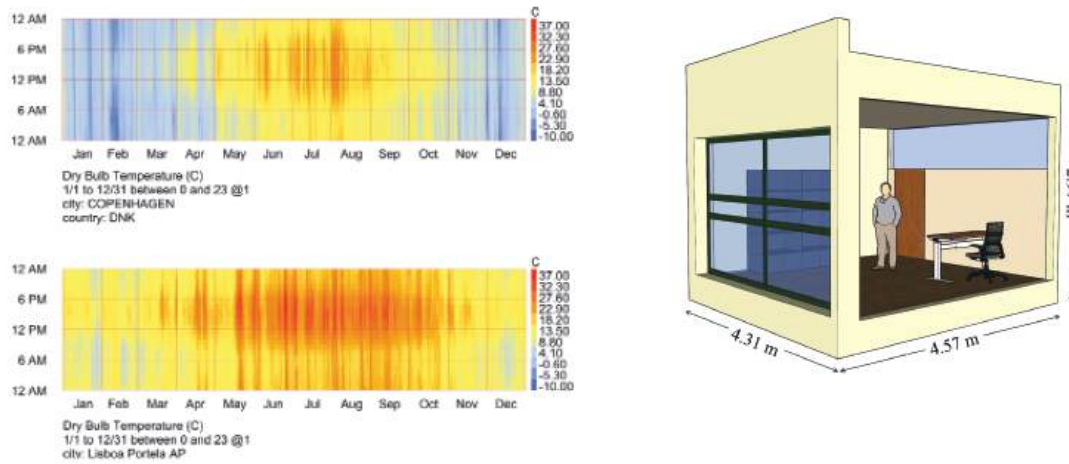 12 AM
6 PM
12 PM
6 AM
12 AM
Jan Feb Mar Apr May Jun Jul Aug Sep Oct Nov Dec
C
37.00
32.30
27.60
22.90
18.20
13.50
8.80
4.10
-0.60
-5.30
-10.00
Dry Bulb Temperature (C)
1/1 to 12/31 between 0 and 23 @1
city: COPENHAGEN
country: DNK
12 AM
6 PM
12 PM
6 AM
12 AM
Jan Feb Mar Apr May Jun Jul Aug Sep Oct Nov Dec
C
37.00
32.30
27.60
22.90
18.20
13.50
8.80
4.10
-0.60
-5.30
-10.00
Dry Bulb Temperature (C)
1/1 to 12/31 between 0 and 23 @1
city: Lisboa Portela AP
4.31 m
4.57 m